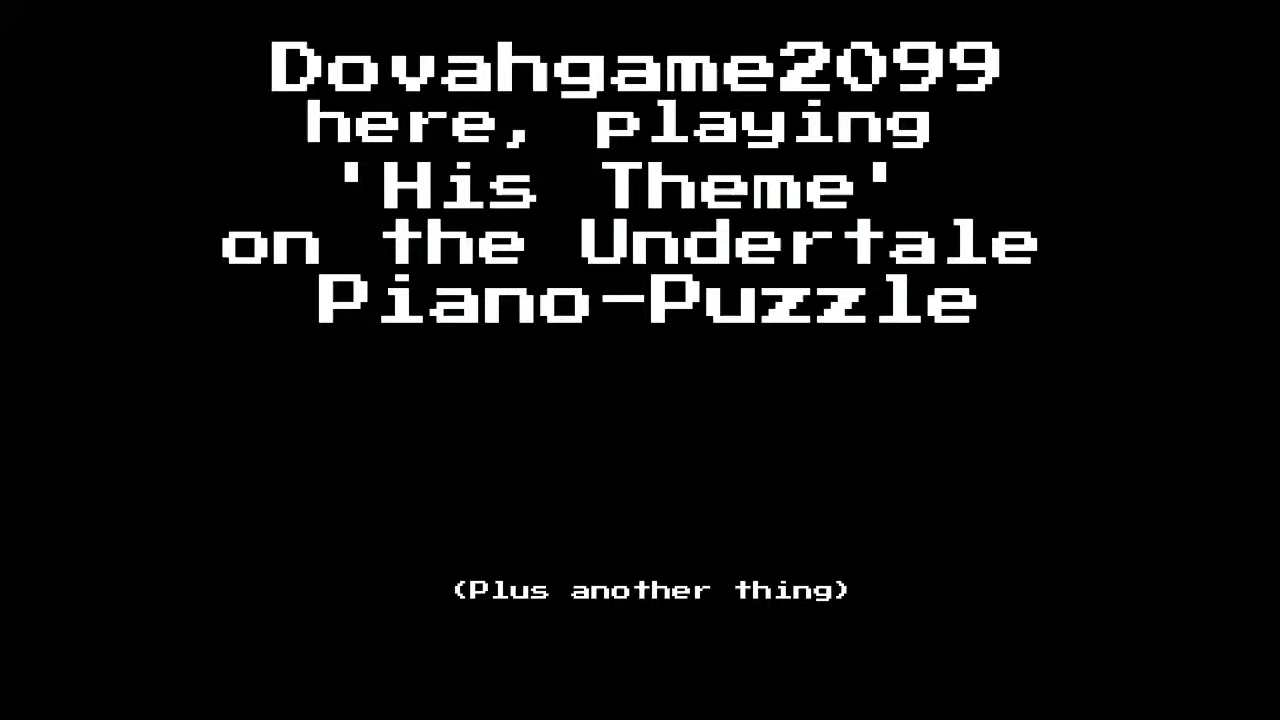 Dovahgame2099
here, playing
'His Theme'
on the Undertale
Piano-Puzzle
(Plus another thing)